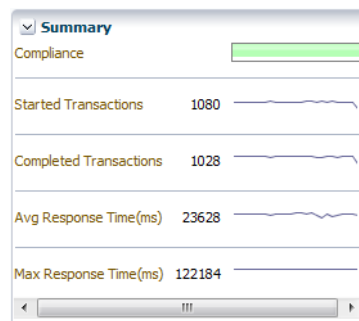 Summary
Compliance
Started Transactions 1080
Completed Transactions 1028
Avg Response Time(ms) 23628
Max Response Time(ms) 122184